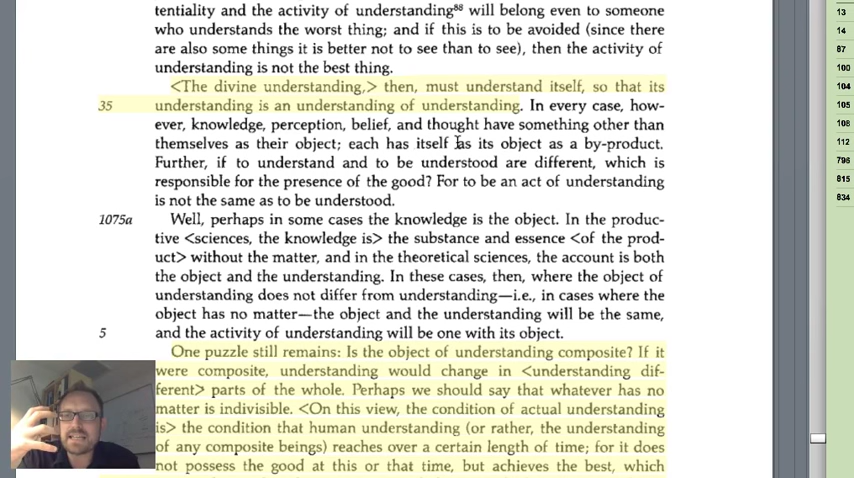 tentiality and the activity of understanding⁸⁸ will belong even to someone
who understands the worst thing; and if this is to be avoided (since there
are also some things it is better not to see than to see), then the activity of
understanding is not the best thing.
<The divine understanding,> then, must understand itself, so that its
35 understanding is an understanding of understanding. In every case, how-
ever, knowledge, perception, belief, and thought have something other than
themselves as their object; each has itself as its object as a by-product.
Further, if to understand and to be understood are different, which is
responsible for the presence of the good? For to be an act of understanding
is not the same as to be understood.
1075a Well, perhaps in some cases the knowledge is the object. In the produc-
tive <sciences, the knowledge is> the substance and essence <of the prod-
uct> without the matter, and in the theoretical sciences, the account is both
the object and the understanding. In these cases, then, where the object of
understanding does not differ from understanding—i.e., in cases where the
object has no matter—the object and the understanding will be the same,
5 and the activity of understanding will be one with its object.
One puzzle still remains: Is the object of understanding composite? If it
were composite, understanding would change in <understanding dif-
ferent> parts of the whole. Perhaps we should say that whatever has no
matter is indivisible. <On this view, the condition of actual understanding
is> the condition that human understanding (or rather, the understanding
of any composite beings) reaches over a certain length of time; for it does
not possess the good at this or that time, but achieves the best, which
13
14
67
100
104
105
108
112
796
815
834